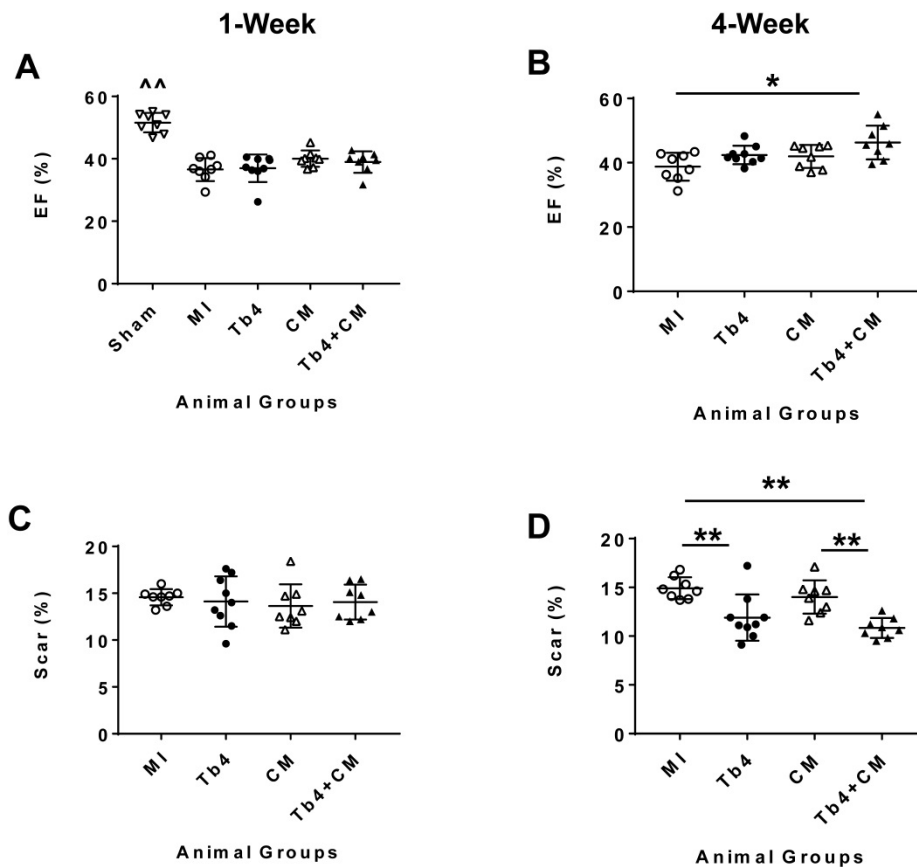 1-Week
4-Week
A
^^
60
40
20
0
EF (%)
Sham
MI
Tb4
CM
Tb4+CM
Animal Groups
B
*
60
40
20
0
EF (%)
MI
Tb4
CM
Tb4+CM
Animal Groups
C
20
15
10
5
0
Scar (%)
MI
Tb4
CM
Tb4+CM
Animal Groups
D
**
**
**
20
15
10
5
0
Scar (%)
MI
Tb4
CM
Tb4+CM
Animal Groups